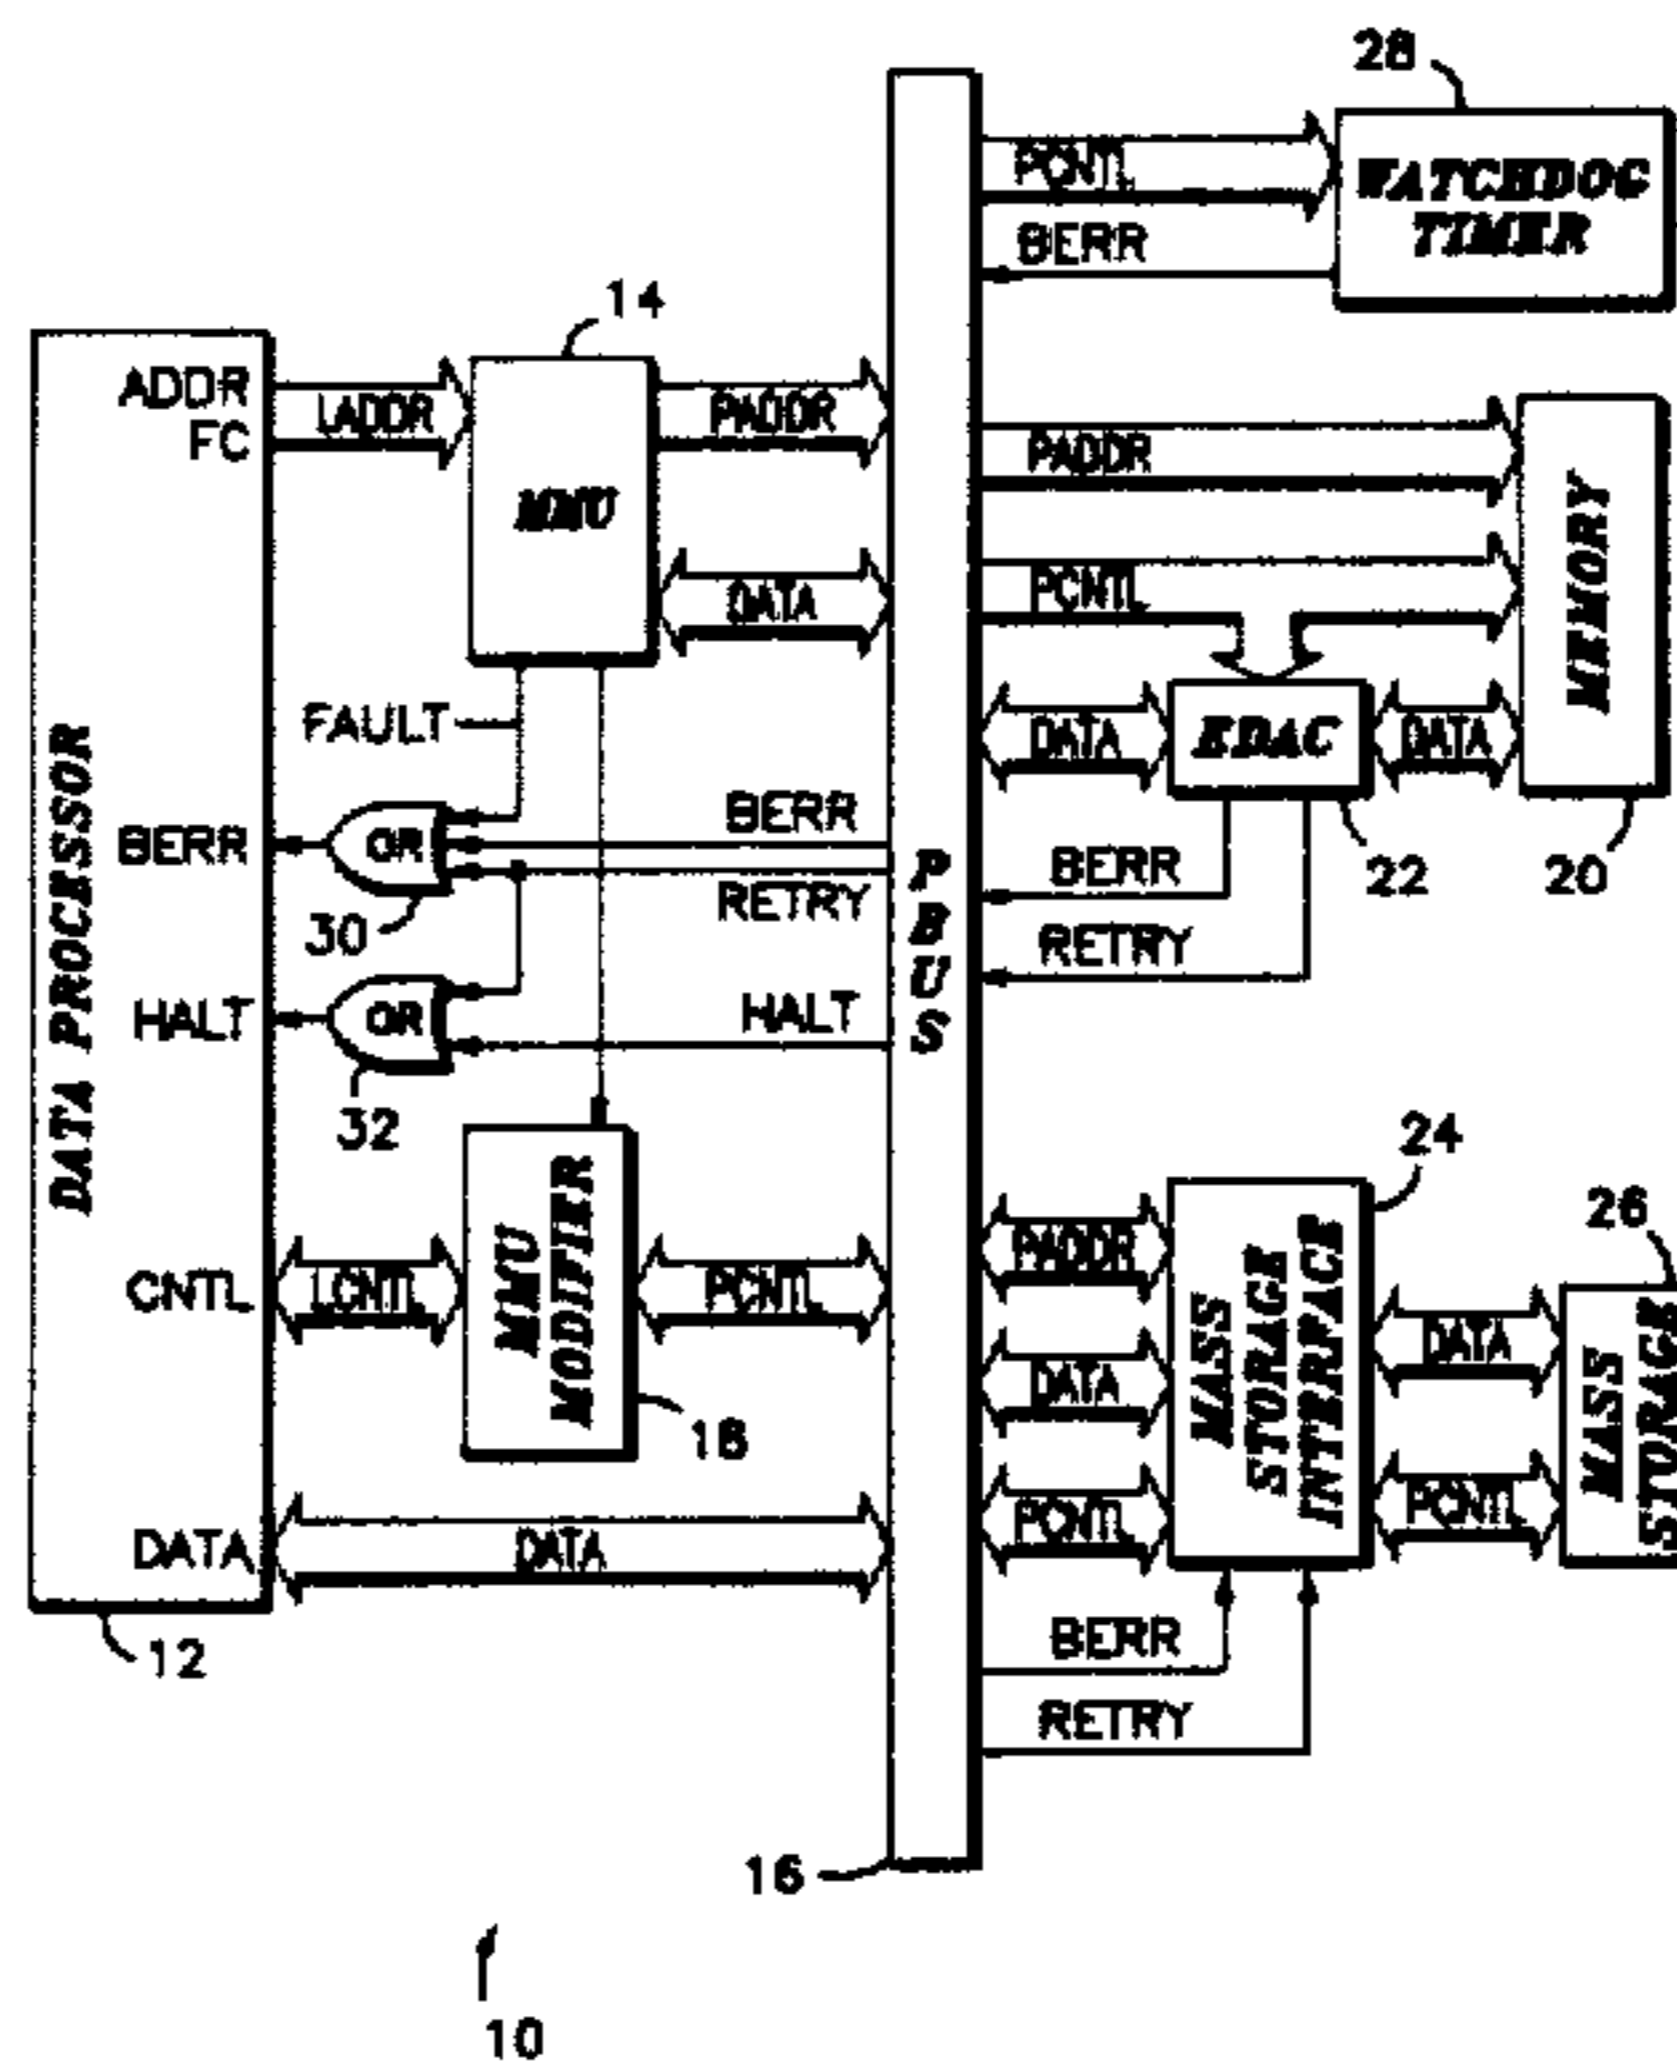 28
PCNTL
WATCHDOG
TIMER
BERR
14
ADDR
FC
LADDR
PADDR
MMU
DATA
PADDR
PCNTL
MEMORY
FAULT
DATA
EDAC
DATA
BERR
OR
BERR
RETRY
30
BERR
22
20
RETRY
HALT
OR
HALT
32
DATA PROCESSOR
PBUS
MMU
MODIFIER
CNTL
LCNTL
PCNTL
18
24
26
PADDR
DATA
PCNTL
MASS
STORAGE
INTERFACE
DATA
PCNTL
MASS
STORAGE
DATA
DATA
12
BERR
RETRY
16
10